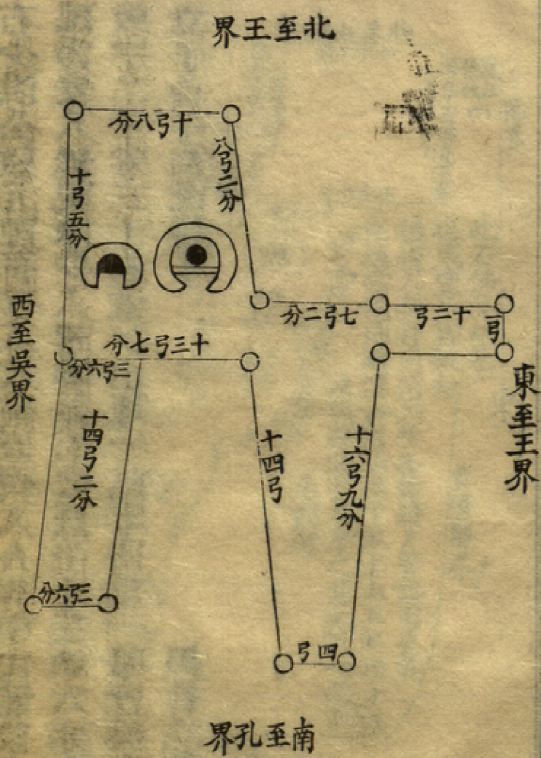 北至王界
十弓八分
八弓二分
十弓五分
十二弓
七弓二分
一弓
東至王界
西至吳界
十三弓七分
三弓六分
十六弓九分
十四弓
十四弓二分
三弓六分
四弓
南至孔界